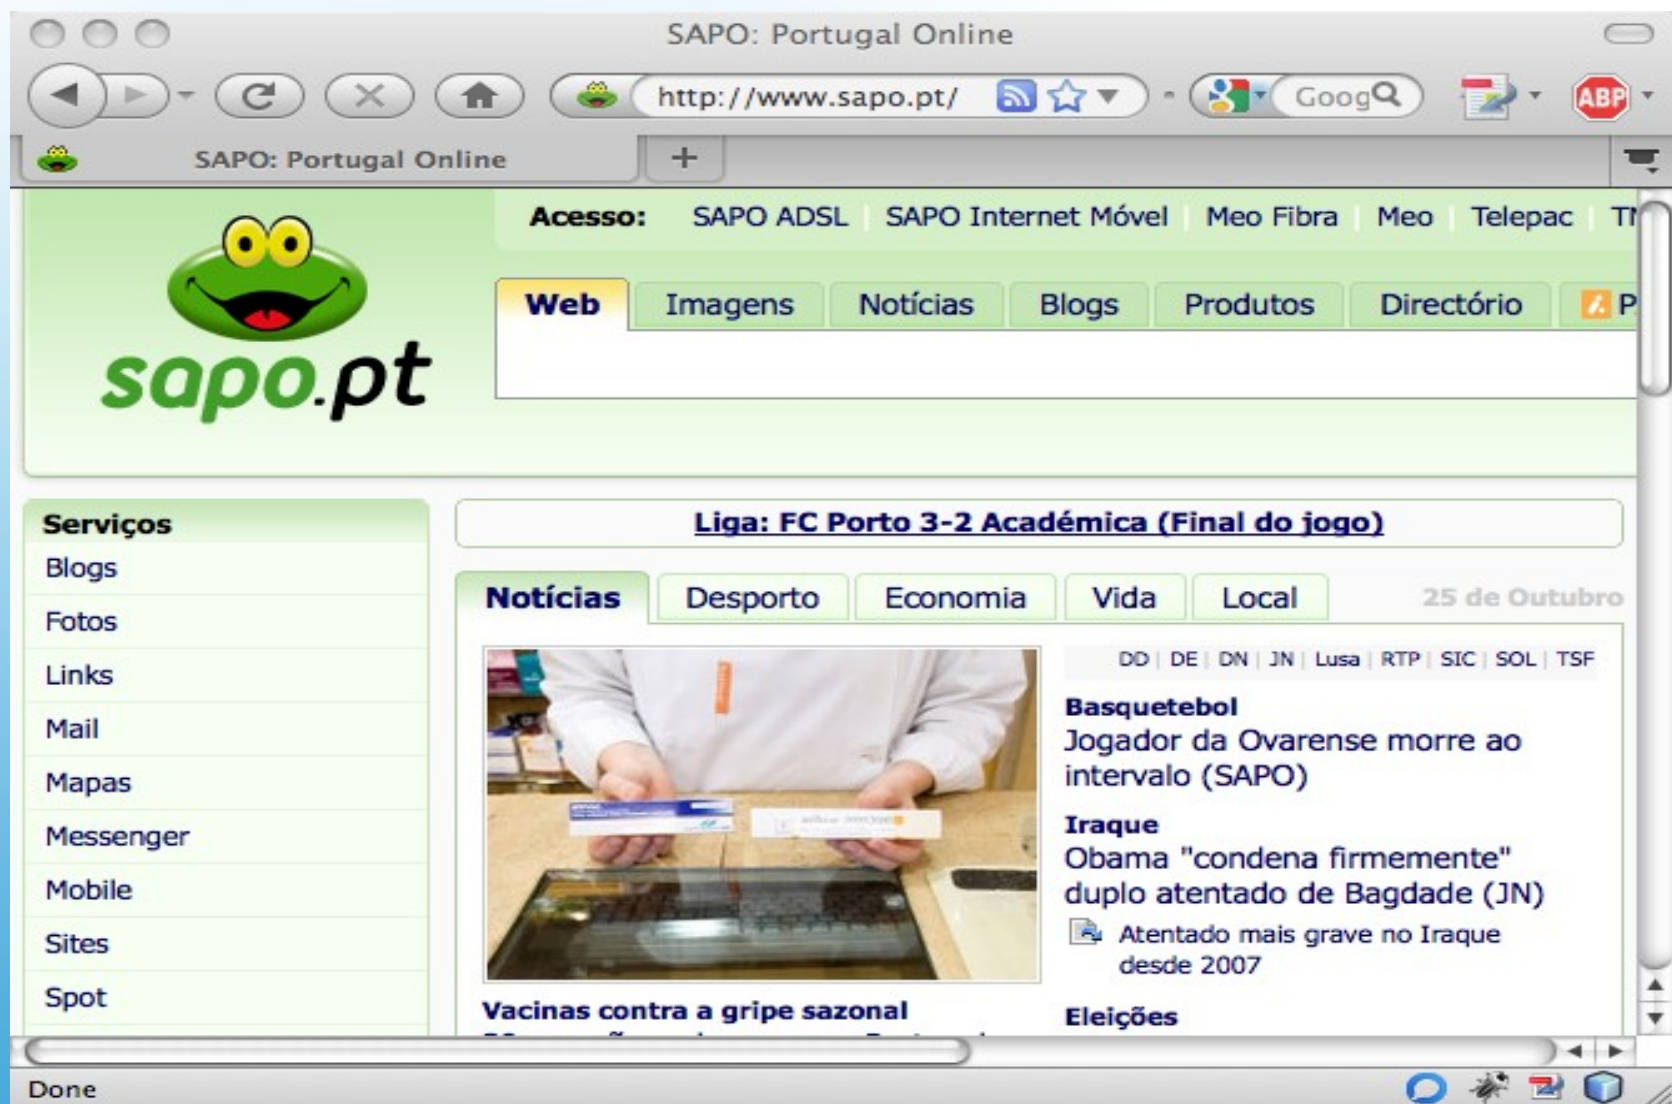 SAPO: Portugal Online
http://www.sapo.pt/
Goog
ABP
SAPO: Portugal Online
+
sapo.pt
Acesso: SAPO ADSL | SAPO Internet Móvel | Meo Fibra | Meo | Telepac |
Web Imagens Notícias Blogs Produtos Directório
Serviços
Blogs
Fotos
Links
Mail
Mapas
Messenger
Mobile
Sites
Spot
Liga: FC Porto 3-2 Académica (Final do jogo)
Notícias Desporto Economia Vida Local 25 de Outubro
Vacinas contra a gripe sazonal
DD | DE | DN | JN | Lusa | RTP | SIC | SOL | TSF
Basquetebol
Jogador da Ovarense morre ao
intervalo (SAPO)
Iraque
Obama "condena firmemente"
duplo atentado de Bagdade (JN)
Atentado mais grave no Iraque
desde 2007
Eleições
Done